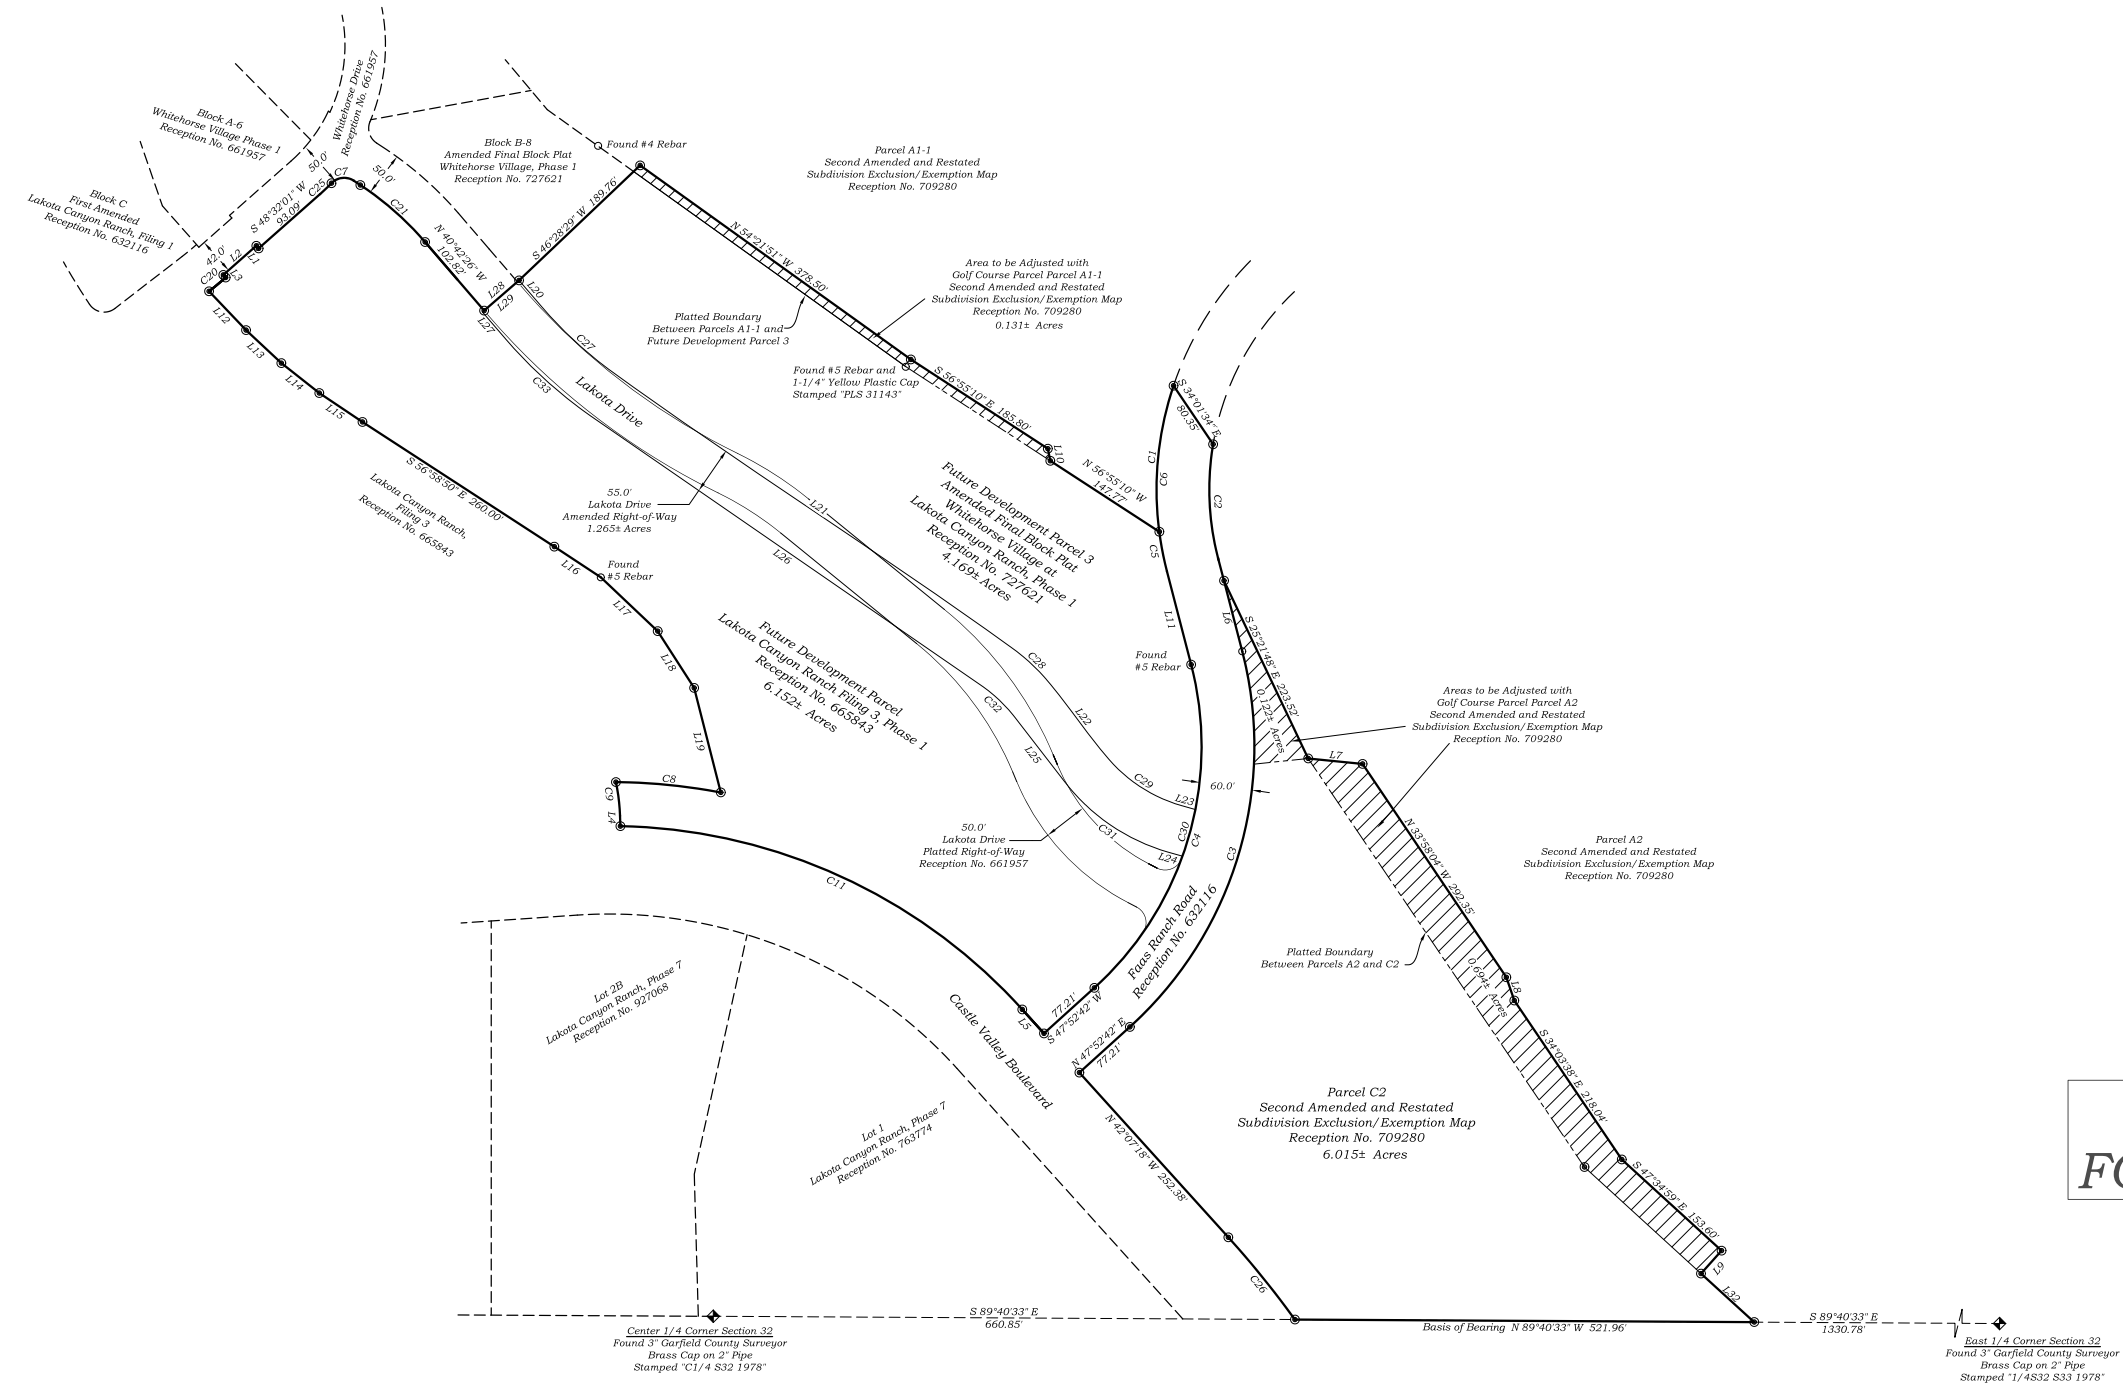 Whitehorse Drive
Reception No. 661957
Block A-6
Whitehorse Village Phase 1
Reception No. 661957
Block C
First Amended
Lakota Canyon Ranch, Filing 1
Reception No. 632116
Block B-8
Amended Final Block Plat
Whitehorse Village, Phase 1
Reception No. 727621
Found #4 Rebar
Parcel A1-1
Second Amended and Restated
Subdivision Exclusion/Exemption Map
Reception No. 709280
50.0'
50.0'
C7
C25
S 48°32'01" W
93.09'
C21
42.0'
L2
L1
L3
C20
N 40°42'26" W
102.82'
S 46°28'29" W 189.76'
L28
L29
L20
L27
N 54°21'51" W 378.50'
Area to be Adjusted with
Golf Course Parcel Parcel A1-1
Second Amended and Restated
Subdivision Exclusion/Exemption Map
Reception No. 709280
0.131± Acres
Platted Boundary
Between Parcels A1-1 and
Future Development Parcel 3
Found #5 Rebar and
1-1/4" Yellow Plastic Cap
Stamped "PLS 31143"
S 56°55'10" E 185.80'
L10
N 56°55'10" W
147.77'
L12
L13
L14
L15
C27
C33
Lakota Drive
S 56°58'50" E 260.00'
Lakota Canyon Ranch,
Filing 3
Reception No. 665843
55.0'
Lakota Drive
Amended Right-of-Way
1.265± Acres
L21
L26
Future Development Parcel 3
Amended Final Block Plat
Whitehorse Village at
Lakota Canyon Ranch, Phase 1
Reception No. 727621
4.169± Acres
S 34°01'34" E
80.35'
C1
C6
C2
C5
L11
L6
S 25°21'48" E 223.52'
0.122± Acres
L16
Found
#5 Rebar
L17
L18
L19
Future Development Parcel
Lakota Canyon Ranch Filing 3, Phase 1
Reception No. 665843
6.152± Acres
Found
#5 Rebar
C28
C32
L22
L25
C29
L23
C30
C4
C31
L24
60.0'
C3
C8
C9
L4
C11
50.0'
Lakota Drive
Platted Right-of-Way
Reception No. 661957
Areas to be Adjusted with
Golf Course Parcel Parcel A2
Second Amended and Restated
Subdivision Exclusion/Exemption Map
Reception No. 709280
L7
N 33°58'04" W 292.35'
Parcel A2
Second Amended and Restated
Subdivision Exclusion/Exemption Map
Reception No. 709280
Platted Boundary
Between Parcels A2 and C2
0.694± Acres
L8
S 34°03'38" E 218.04'
Faas Ranch Road
Reception No. 632116
77.21'
S 47°52'42" W
L5
N 47°52'42" E
77.21'
Castle Valley Boulevard
Lot 2B
Lakota Canyon Ranch, Phase 7
Reception No. 927068
Lot 1
Lakota Canyon Ranch, Phase 7
Reception No. 763774
N 42°07'18" W 252.38'
Parcel C2
Second Amended and Restated
Subdivision Exclusion/Exemption Map
Reception No. 709280
6.015± Acres
S 47°34'59" E 153.60'
L9
L32
C26
FO
S 89°40'33" E
660.85'
Basis of Bearing N 89°40'33" W 521.96'
S 89°40'33" E
1330.78'
Center 1/4 Corner Section 32
Found 3" Garfield County Surveyor
Brass Cap on 2" Pipe
Stamped "C1/4 S32 1978"
East 1/4 Corner Section 32
Found 3" Garfield County Surveyor
Brass Cap on 2" Pipe
Stamped "1/4S32 S33 1978"